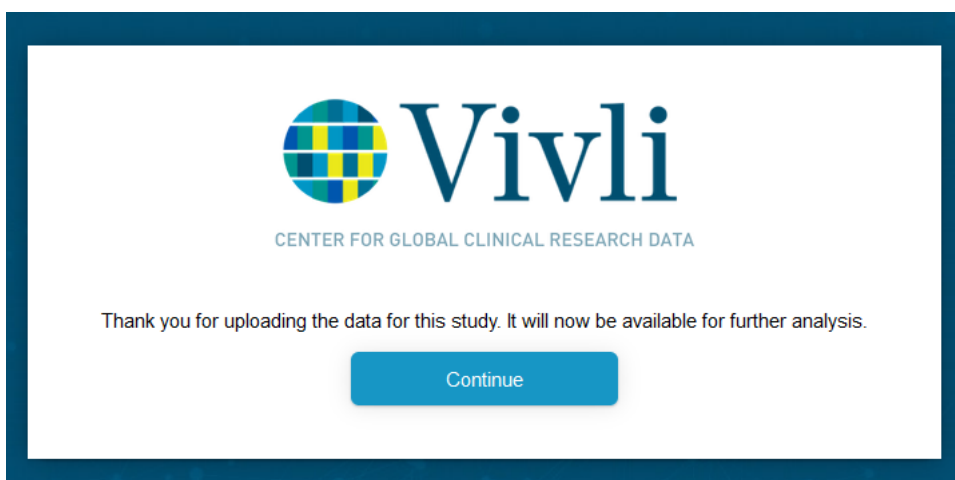 Vivli
CENTER FOR GLOBAL CLINICAL RESEARCH DATA
Thank you for uploading the data for this study. It will now be available for further analysis.
Continue